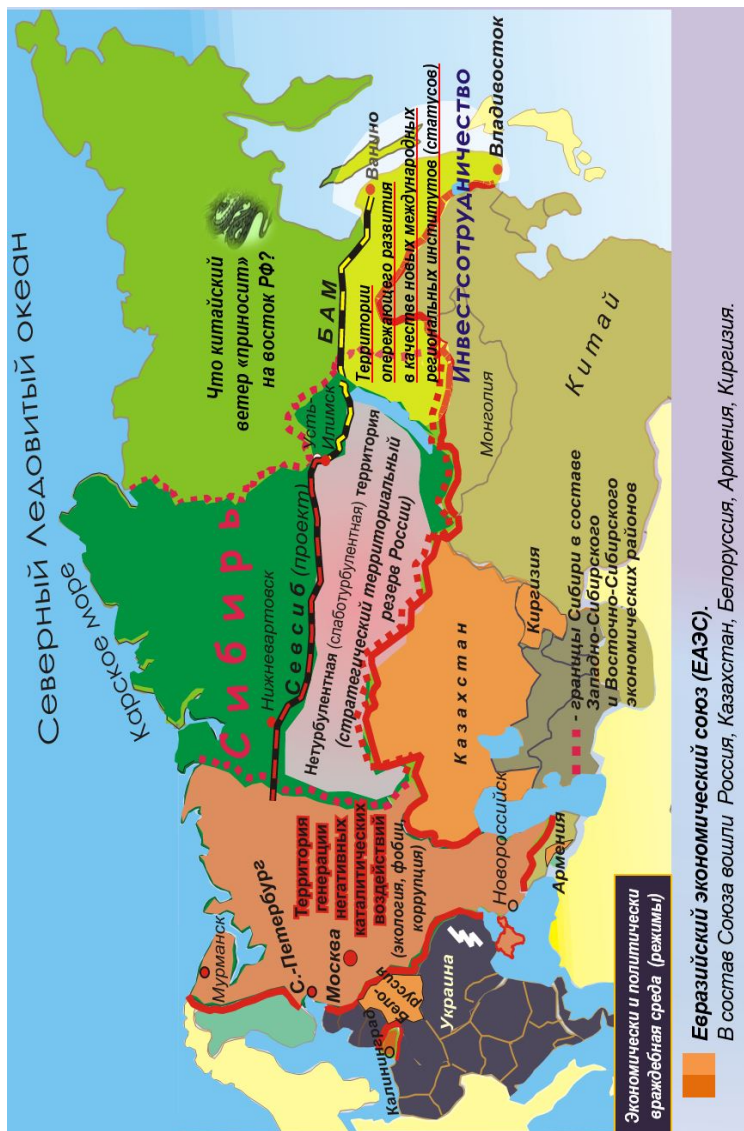 Северный Ледовитый океан
Карское море
Что китайский
ветер «приносит»
на восток РФ?
Сибирь
Нижневартовск
Севсиб (проект)
Усть-
Илимск
БАМ
Ванино
Владивосток
Территории
опережающего развития
в качестве новых международных
региональных институтов (статусов)
Инвестсотрудничество
Нетурбулентная (слаботурбулентная) территория
(стратегический территориальный
резерв России)
Мурманск
С.-Петербург
Москва
Территория
генерации
негативных
каталитических
воздействий
(экология, фобии,
коррупция)
Калининград
Бело-
руссия
Украина
Новороссийск
Армения
Казахстан
Киргизия
Монголия
Китай
- границы Сибири в составе
Западно-Сибирского
и Восточно-Сибирского
экономических районов
Экономически и политически
враждебная среда (режимы)
Евразийский экономический союз (ЕАЭС).
В состав Союза вошли Россия, Казахстан, Белоруссия, Армения, Киргизия.